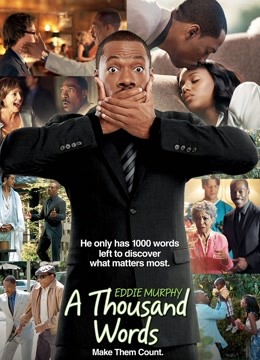 He only has 1000 words
left to discover
what matters most.
EDDIE MURPHY
A Thousand
Words
Make Them Count.